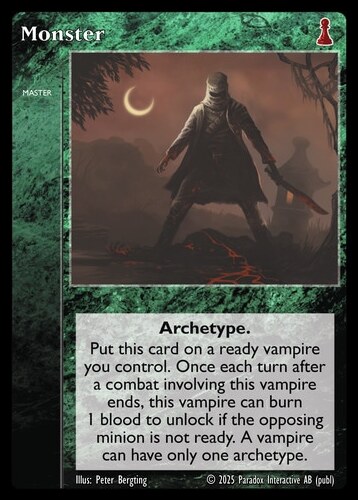 Monster
MASTER
Archetype.
Put this card on a ready vampire
you control. Once each turn after
a combat involving this vampire
ends, this vampire can burn
1 blood to unlock if the opposing
minion is not ready. A vampire
can have only one archetype.
Illus: Peter Bergting © 2025 Paradox Interactive AB (publ)